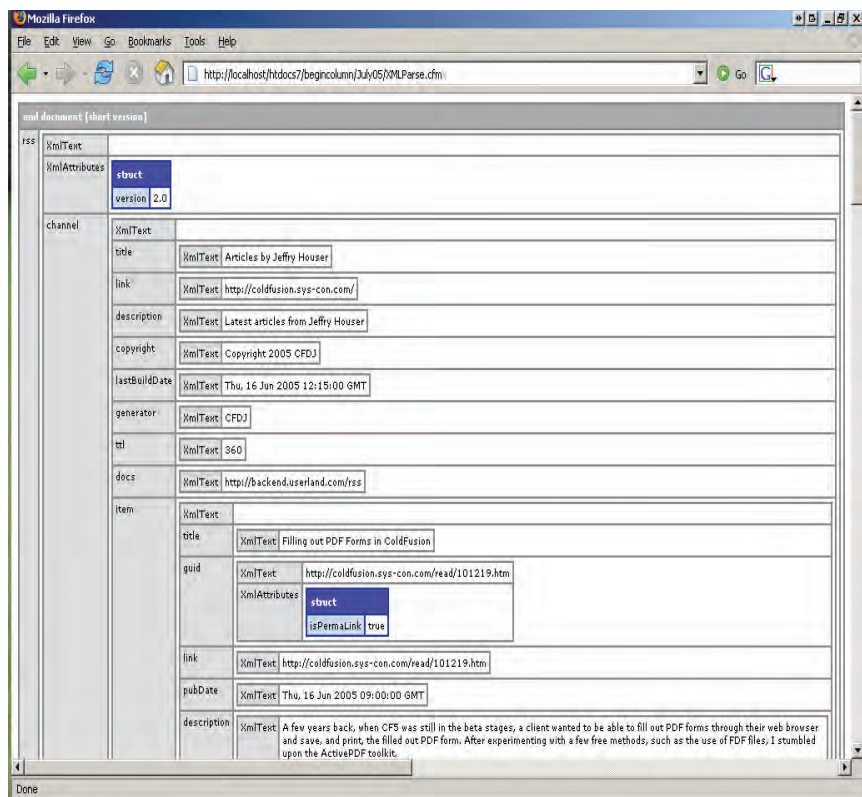 Mozilla Firefox
File Edit View Go Bookmarks Tools Help
http://localhost/htdocs7/begincolumn/July05/XMLParse.cfm Go G
xml document [short version]
rss XmlText
XmlAttributes struct
version 2.0
channel XmlText
title XmlText Articles by Jeffry Houser
link XmlText http://coldfusion.sys-con.com/
description XmlText Latest articles from Jeffry Houser
copyright XmlText Copyright 2005 CFDJ
lastBuildDate XmlText Thu, 16 Jun 2005 12:15:00 GMT
generator XmlText CFDJ
ttl XmlText 360
docs XmlText http://backend.userland.com/rss
item XmlText
title XmlText Filling out PDF Forms in ColdFusion
guid XmlText http://coldfusion.sys-con.com/read/101219.htm
XmlAttributes struct
isPermaLink true
link XmlText http://coldfusion.sys-con.com/read/101219.htm
pubDate XmlText Thu, 16 Jun 2005 09:00:00 GMT
description XmlText A few years back, when CF5 was still in the beta stages, a client wanted to be able to fill out PDF forms through their web browser
and save, and print, the filled out PDF form. After experimenting with a few free methods, such as the use of FDF files, I stumbled
upon the ActivePDF toolkit.
Done